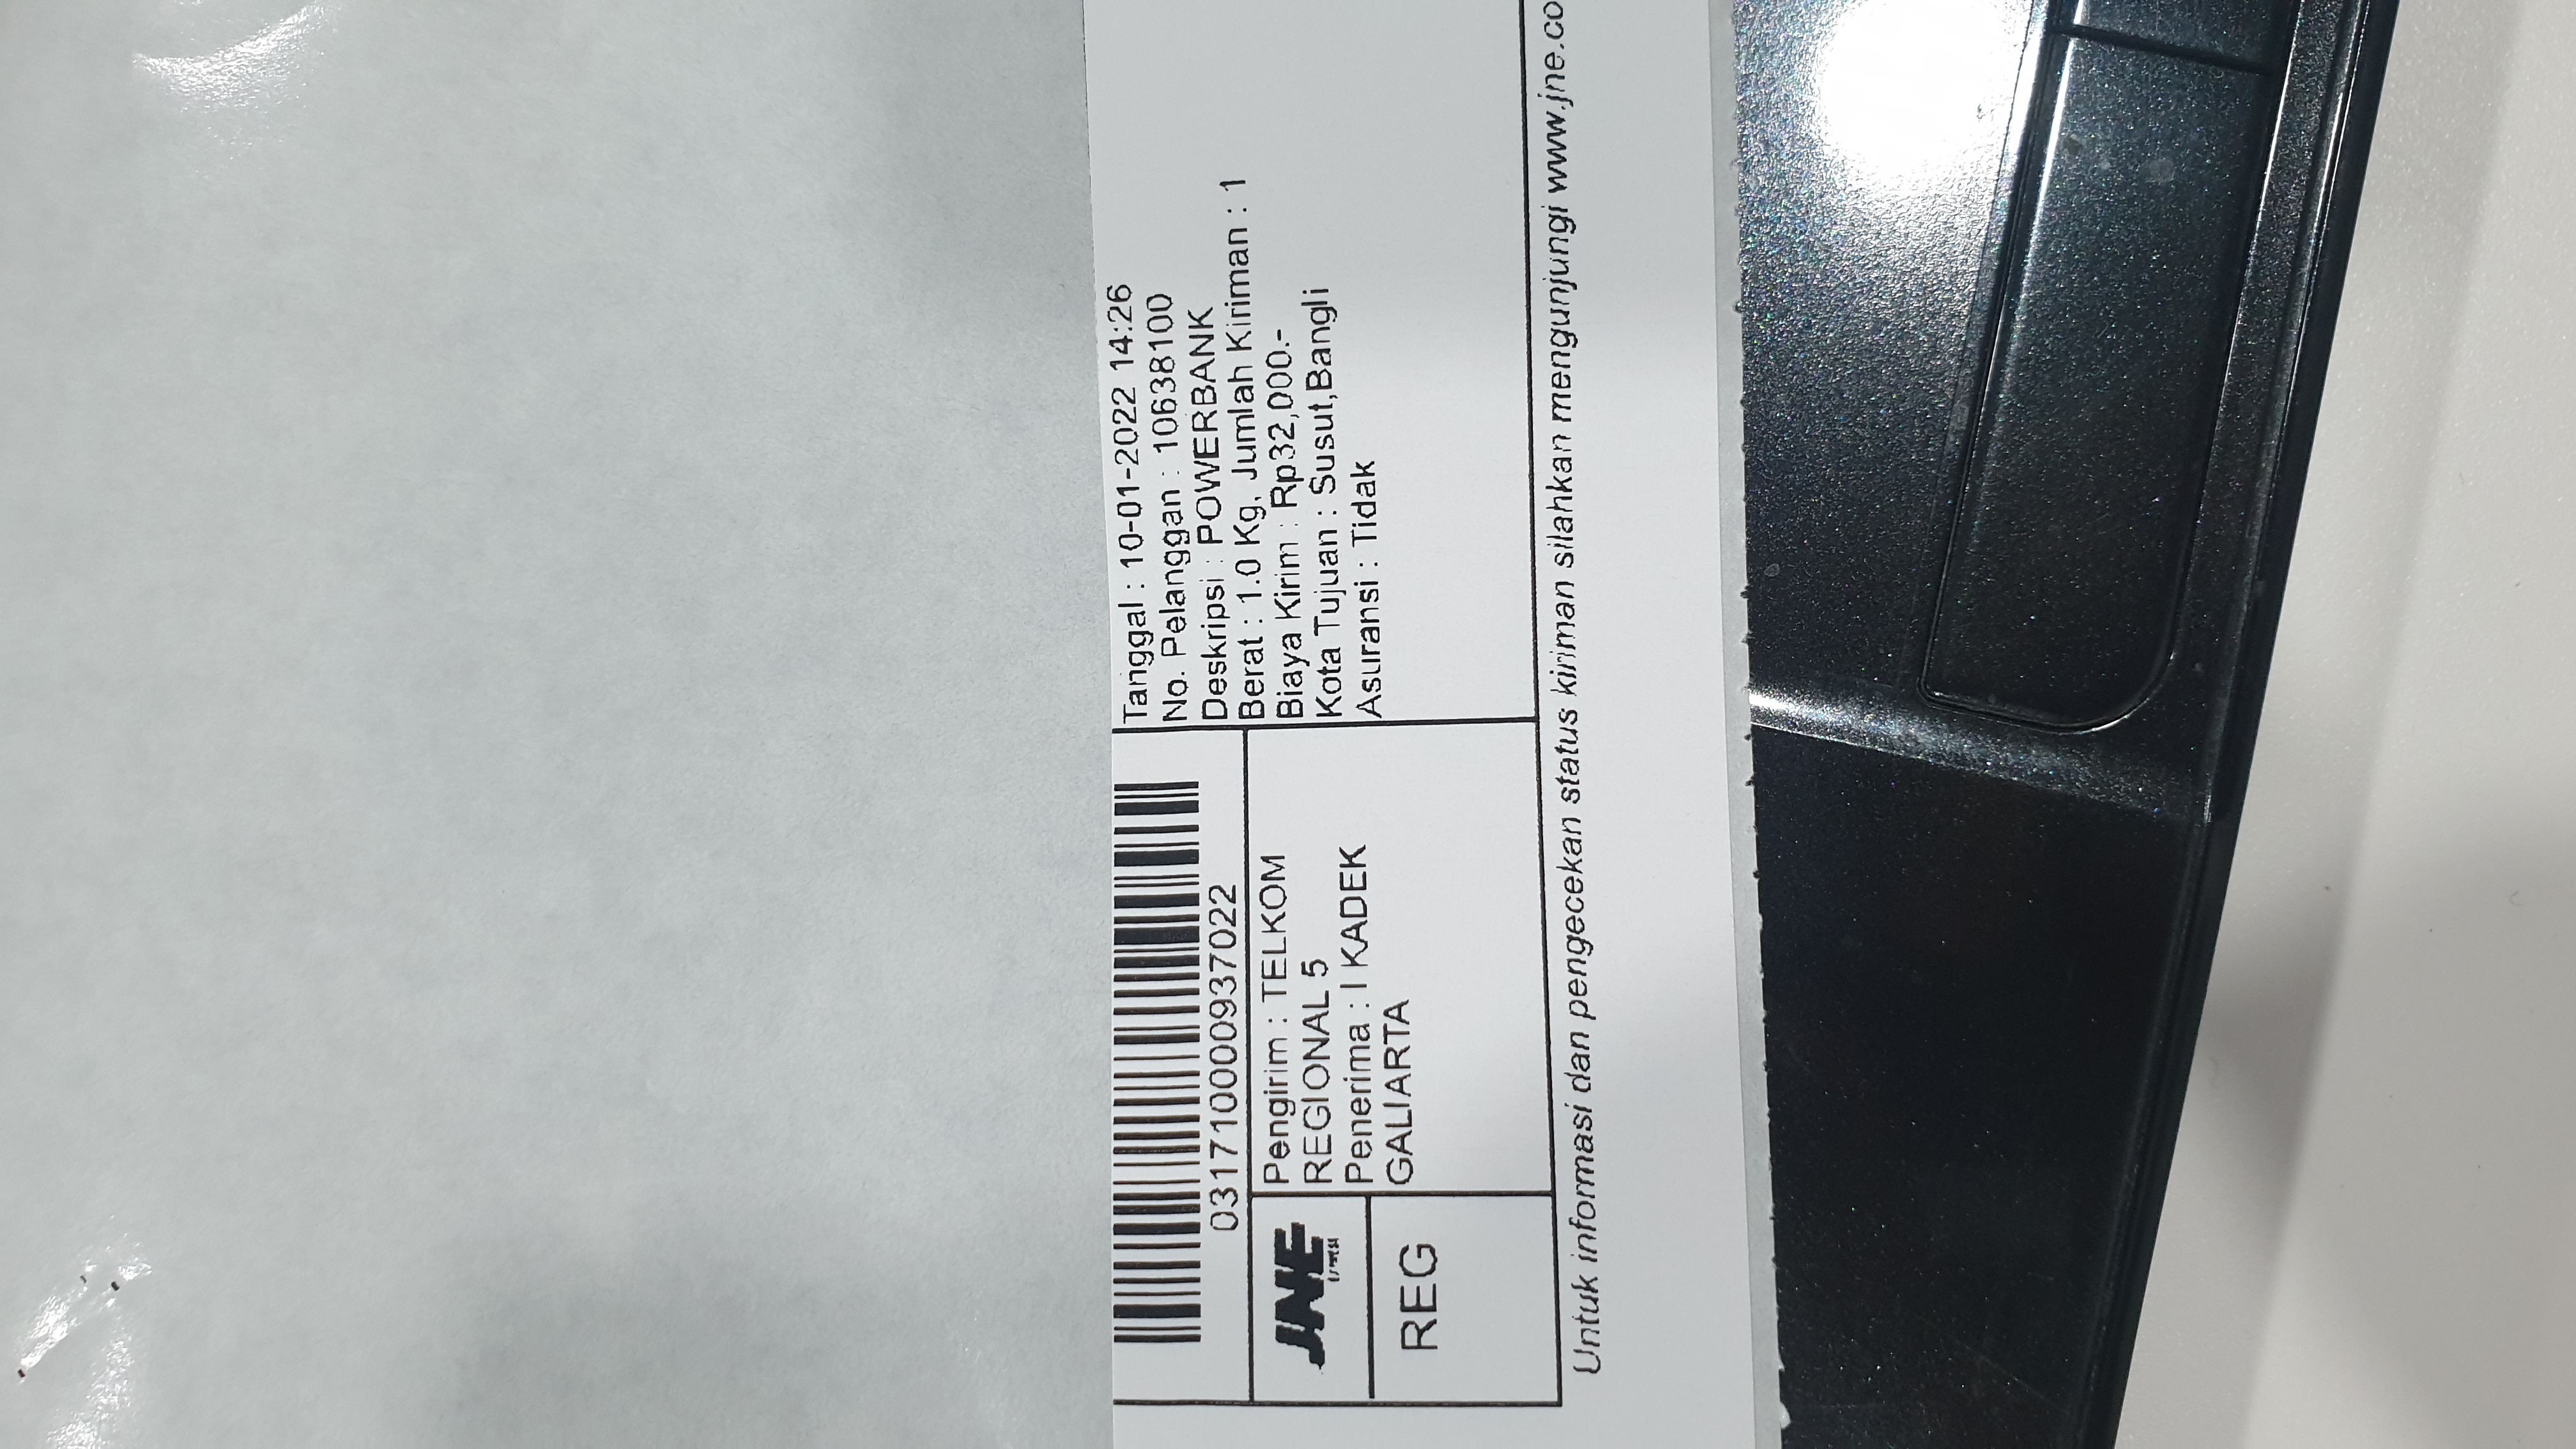 031710000937022
JNE
REG
Pengirim : TELKOM
REGIONAL 5
Penerima : I KADEK
GALIARTA
Tanggal : 10-01-2022 14:26
No. Pelanggan : 10638100
Deskripsi : POWERBANK
Berat : 1.0 Kg, Jumlah Kiriman : 1
Biaya Kirim : Rp32,000.-
Kota Tujuan : Susut,Bangli
Asuransi : Tidak
Untuk informasi dan pengecekan status kiriman silahkan mengunjungi www.jne.co